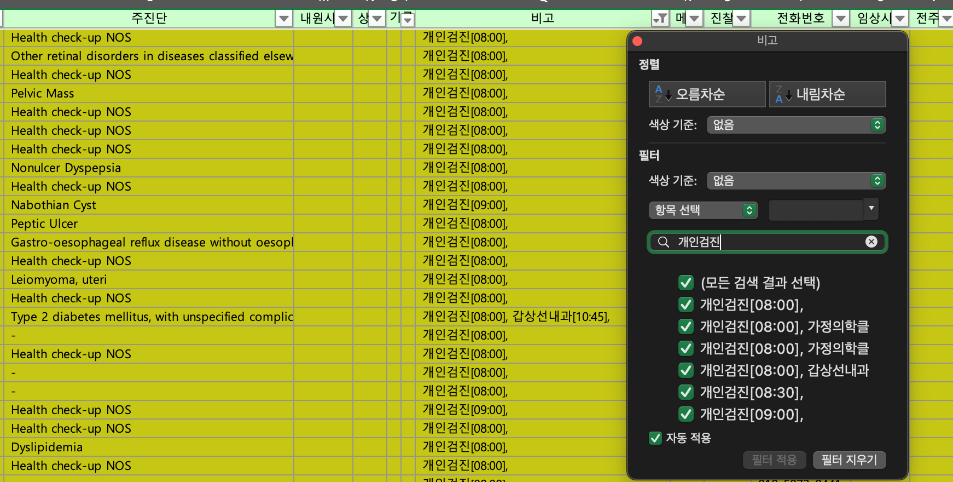 주진단 내원시 상 기 비고 메 진찰 전화번호 임상시 전주
Health check-up NOS 개인검진[08:00],
Other retinal disorders in diseases classified elsew 개인검진[08:00],
Health check-up NOS 개인검진[08:00],
Pelvic Mass 개인검진[08:00],
Health check-up NOS 개인검진[08:00],
Health check-up NOS 개인검진[08:00],
Health check-up NOS 개인검진[08:00],
Nonulcer Dyspepsia 개인검진[08:00],
Health check-up NOS 개인검진[08:00],
Nabothian Cyst 개인검진[09:00],
Peptic Ulcer 개인검진[08:00],
Gastro-oesophageal reflux disease without oesopl 개인검진[08:00],
Health check-up NOS 개인검진[08:00],
Leiomyoma, uteri 개인검진[08:00],
Health check-up NOS 개인검진[08:00],
Type 2 diabetes mellitus, with unspecified complic 개인검진[08:00], 갑상선내과[10:45],
- 개인검진[08:00],
Health check-up NOS 개인검진[08:00],
- 개인검진[08:00],
- 개인검진[08:00],
Health check-up NOS 개인검진[09:00],
Health check-up NOS 개인검진[08:00],
Dyslipidemia 개인검진[08:00],
Health check-up NOS 개인검진[08:00],
비고
정렬
오름차순 내림차순
색상 기준: 없음
필터
색상 기준: 없음
항목 선택
개인검진
(모든 검색 결과 선택)
개인검진[08:00],
개인검진[08:00], 가정의학클
개인검진[08:00], 가정의학클
개인검진[08:00], 갑상선내과
개인검진[08:30],
개인검진[09:00],
자동 적용
필터 적용 필터 지우기